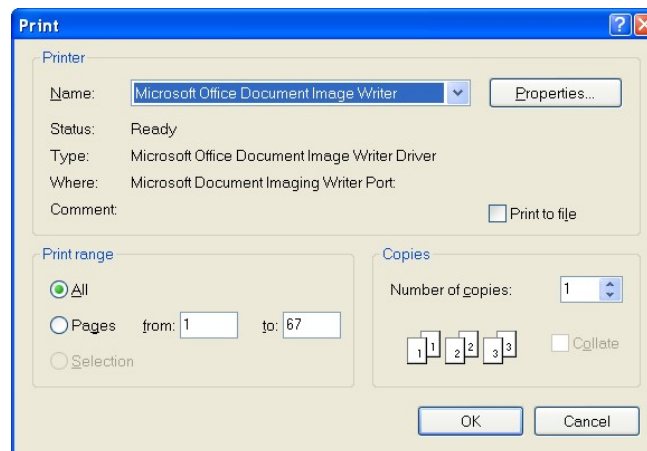 Print
Printer
Name: Microsoft Office Document Image Writer Properties...
Status: Ready
Type: Microsoft Office Document Image Writer Driver
Where: Microsoft Document Imaging Writer Port:
Comment:
Print to file
Print range
All
Pages from: 1 to: 67
Selection
Copies
Number of copies: 1
1 1 2 2 3 3 Collate
OK Cancel